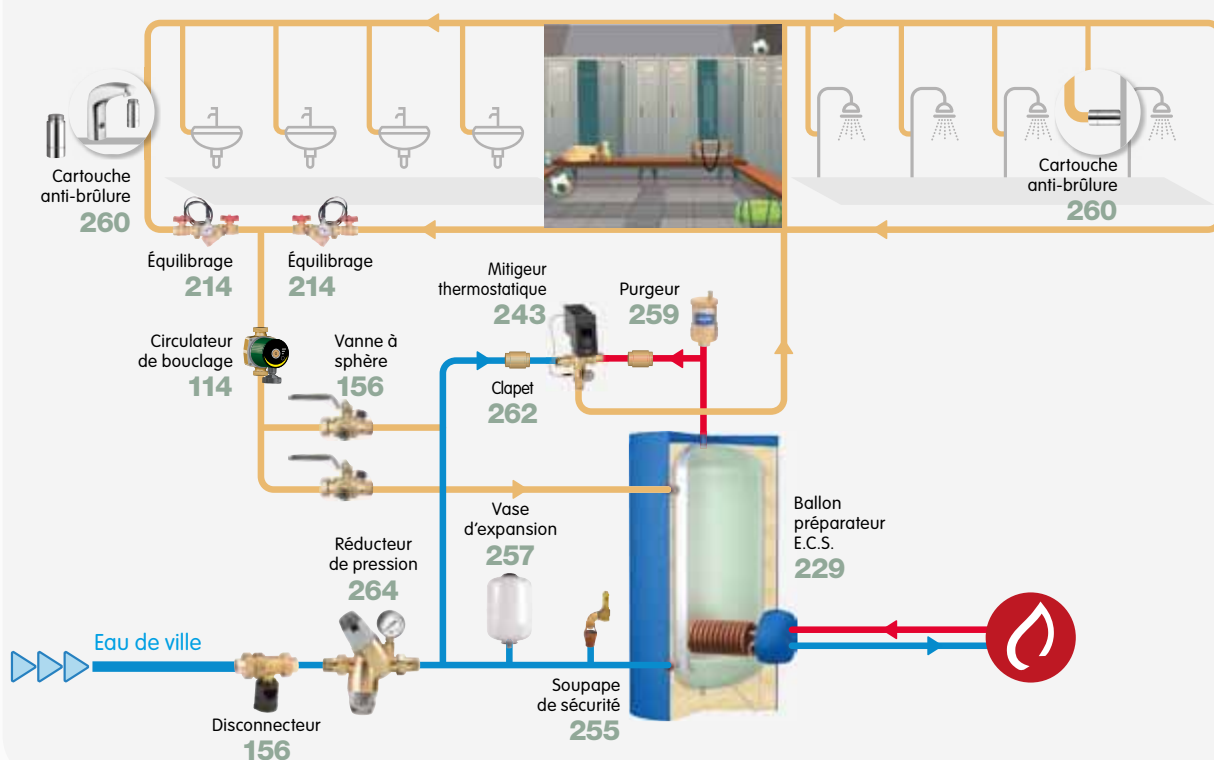 Cartouche
anti-brûlure
260
Cartouche
anti-brûlure
260
Équilibrage
214
Équilibrage
214
Mitigeur
thermostatique
243
Purgeur
259
Circulateur
de bouclage
114
Vanne à
sphère
156
Clapet
262
Vase
d'expansion
257
Ballon
préparateur
E.C.S.
229
Réducteur
de pression
264
Eau de ville
Soupape
de sécurité
255
Disconnecteur
156